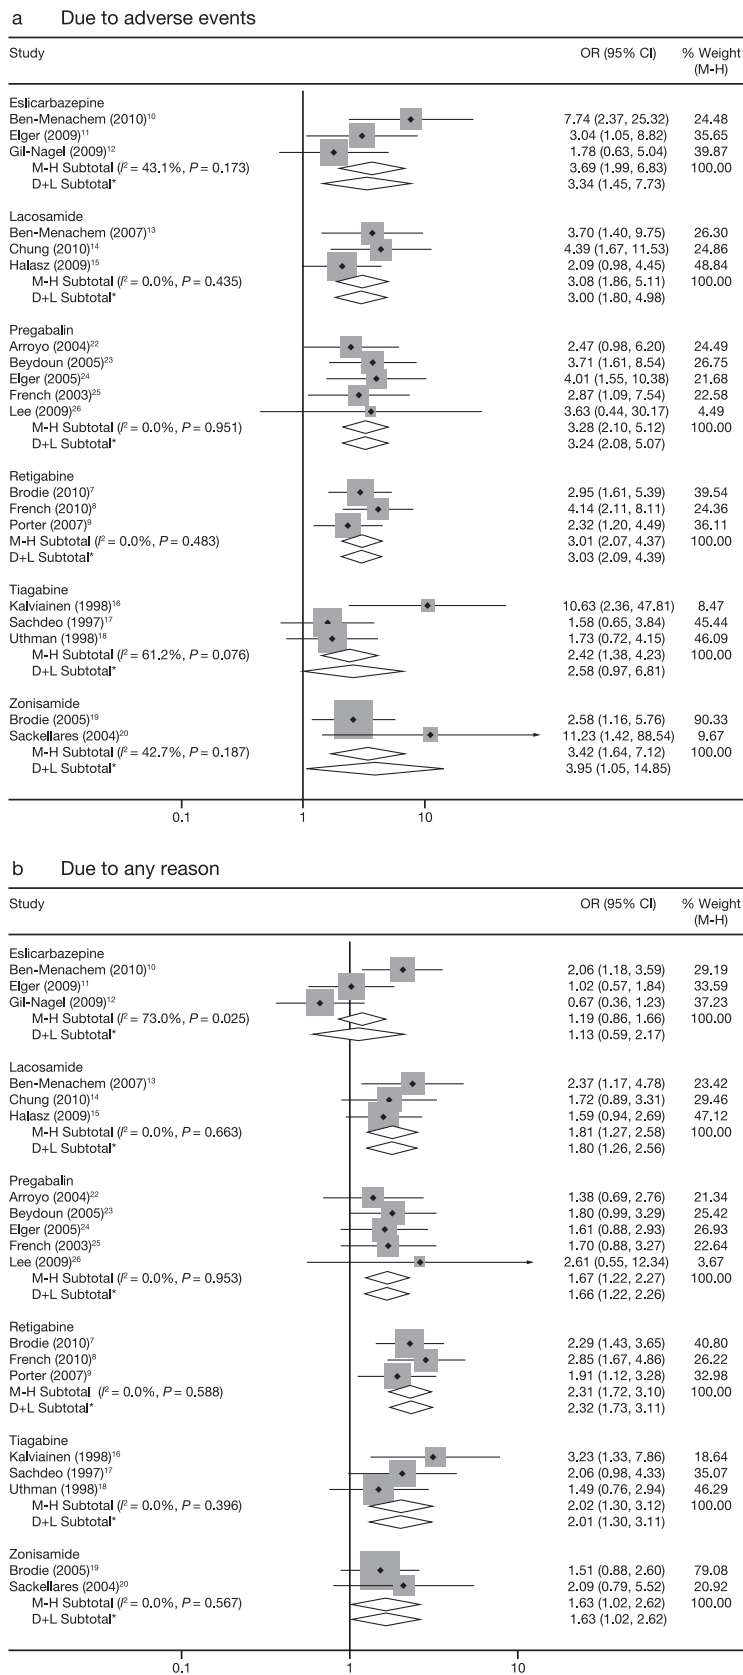 a Due to adverse events
Study OR (95% CI) % Weight
(M-H)
Eslicarbazepine
Ben-Menachem (2010)10 7.74 (2.37, 25.32) 24.48
Elger (2009)11 3.04 (1.05, 8.82) 35.65
Gil-Nagel (2009)12 1.78 (0.63, 5.04) 39.87
M-H Subtotal (I² = 43.1%, P = 0.173) 3.69 (1.99, 6.83) 100.00
D+L Subtotal* 3.34 (1.45, 7.73)
Lacosamide
Ben-Menachem (2007)13 3.70 (1.40, 9.75) 26.30
Chung (2010)14 4.39 (1.67, 11.53) 24.86
Halasz (2009)15 2.09 (0.98, 4.45) 48.84
M-H Subtotal (I² = 0.0%, P = 0.435) 3.08 (1.86, 5.11) 100.00
D+L Subtotal* 3.00 (1.80, 4.98)
Pregabalin
Arroyo (2004)22 2.47 (0.98, 6.20) 24.49
Beydoun (2005)23 3.71 (1.61, 8.54) 26.75
Elger (2005)24 4.01 (1.55, 10.38) 21.68
French (2003)25 2.87 (1.09, 7.54) 22.58
Lee (2009)26 3.63 (0.44, 30.17) 4.49
M-H Subtotal (I² = 0.0%, P = 0.951) 3.28 (2.10, 5.12) 100.00
D+L Subtotal* 3.24 (2.08, 5.07)
Retigabine
Brodie (2010)7 2.95 (1.61, 5.39) 39.54
French (2010)8 4.14 (2.11, 8.11) 24.36
Porter (2007)9 2.32 (1.20, 4.49) 36.11
M-H Subtotal (I² = 0.0%, P = 0.483) 3.01 (2.07, 4.37) 100.00
D+L Subtotal* 3.03 (2.09, 4.39)
Tiagabine
Kalviainen (1998)16 10.63 (2.36, 47.81) 8.47
Sachdeo (1997)17 1.58 (0.65, 3.84) 45.44
Uthman (1998)18 1.73 (0.72, 4.15) 46.09
M-H Subtotal (I² = 61.2%, P = 0.076) 2.42 (1.38, 4.23) 100.00
D+L Subtotal* 2.58 (0.97, 6.81)
Zonisamide
Brodie (2005)19 2.58 (1.16, 5.76) 90.33
Sackellares (2004)20 11.23 (1.42, 88.54) 9.67
M-H Subtotal (I² = 42.7%, P = 0.187) 3.42 (1.64, 7.12) 100.00
D+L Subtotal* 3.95 (1.05, 14.85)
0.1 1 10
b Due to any reason
Study OR (95% CI) % Weight
(M-H)
Eslicarbazepine
Ben-Menachem (2010)10 2.06 (1.18, 3.59) 29.19
Elger (2009)11 1.02 (0.57, 1.84) 33.59
Gil-Nagel (2009)12 0.67 (0.36, 1.23) 37.23
M-H Subtotal (I² = 73.0%, P = 0.025) 1.19 (0.86, 1.66) 100.00
D+L Subtotal* 1.13 (0.59, 2.17)
Lacosamide
Ben-Menachem (2007)13 2.37 (1.17, 4.78) 23.42
Chung (2010)14 1.72 (0.89, 3.31) 29.46
Halasz (2009)15 1.59 (0.94, 2.69) 47.12
M-H Subtotal (I² = 0.0%, P = 0.663) 1.81 (1.27, 2.58) 100.00
D+L Subtotal* 1.80 (1.26, 2.56)
Pregabalin
Arroyo (2004)22 1.38 (0.69, 2.76) 21.34
Beydoun (2005)23 1.80 (0.99, 3.29) 25.42
Elger (2005)24 1.61 (0.88, 2.93) 26.93
French (2003)25 1.70 (0.88, 3.27) 22.64
Lee (2009)26 2.61 (0.55, 12.34) 3.67
M-H Subtotal (I² = 0.0%, P = 0.953) 1.67 (1.22, 2.27) 100.00
D+L Subtotal* 1.66 (1.22, 2.26)
Retigabine
Brodie (2010)7 2.29 (1.43, 3.65) 40.80
French (2010)8 2.85 (1.67, 4.86) 26.22
Porter (2007)9 1.91 (1.12, 3.28) 32.98
M-H Subtotal (I² = 0.0%, P = 0.588) 2.31 (1.72, 3.10) 100.00
D+L Subtotal* 2.32 (1.73, 3.11)
Tiagabine
Kalviainen (1998)16 3.23 (1.33, 7.86) 18.64
Sachdeo (1997)17 2.06 (0.98, 4.33) 35.07
Uthman (1998)18 1.49 (0.76, 2.94) 46.29
M-H Subtotal (I² = 0.0%, P = 0.396) 2.02 (1.30, 3.12) 100.00
D+L Subtotal* 2.01 (1.30, 3.11)
Zonisamide
Brodie (2005)19 1.51 (0.88, 2.60) 79.08
Sackellares (2004)20 2.09 (0.79, 5.52) 20.92
M-H Subtotal (I² = 0.0%, P = 0.567) 1.63 (1.02, 2.62) 100.00
D+L Subtotal* 1.63 (1.02, 2.62)
0.1 1 10